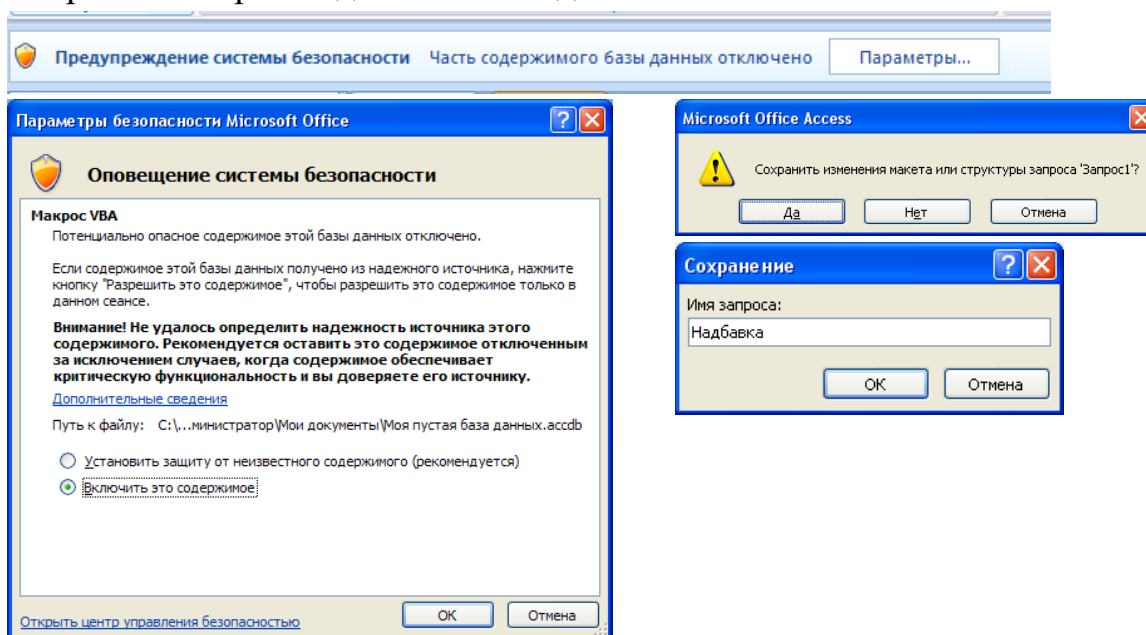 Предупреждение системы безопасности Часть содержимого базы данных отключено Параметры...
Параметры безопасности Microsoft Office
Оповещение системы безопасности
Макрос VBA
Потенциально опасное содержимое этой базы данных отключено.
Если содержимое этой базы данных получено из надежного источника, нажмите
кнопку "Разрешить это содержимое", чтобы разрешить это содержимое только в
данном сеансе.
Внимание! Не удалось определить надежность источника этого
содержимого. Рекомендуется оставить это содержимое отключенным
за исключением случаев, когда содержимое обеспечивает
критическую функциональность и вы доверяете его источнику.
Дополнительные сведения
Путь к файлу: C:\...министратор\Мои документы\Моя пустая база данных.accdb
Установить защиту от неизвестного содержимого (рекомендуется)
Включить это содержимое
Открыть центр управления безопасностью
ОК Отмена
Microsoft Office Access
Сохранить изменения макета или структуры запроса 'Запрос1'?
Да Нет Отмена
Сохранение
Имя запроса:
Надбавка
ОК Отмена